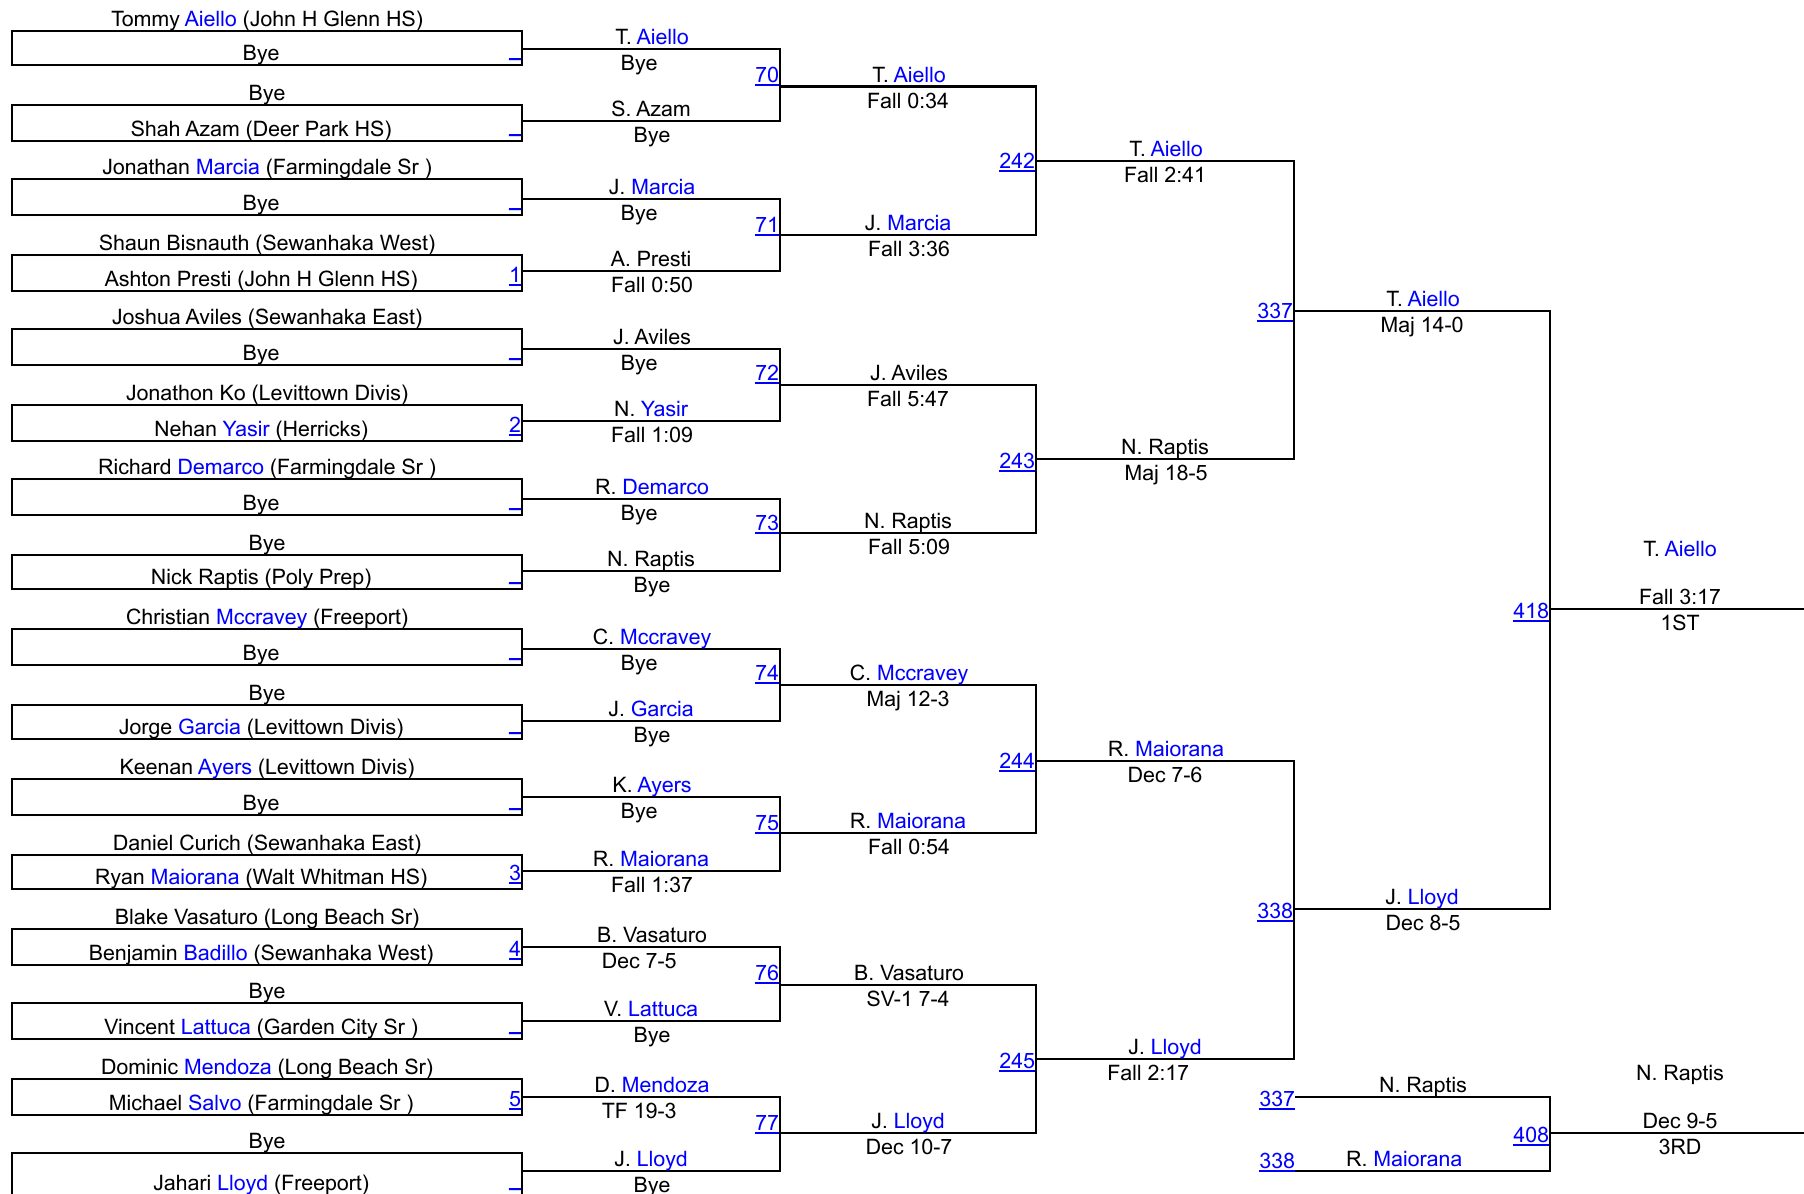 Tommy Aiello (John H Glenn HS)
Bye
Bye
Shah Azam (Deer Park HS)
Jonathan Marcia (Farmingdale Sr )
Bye
Shaun Bisnauth (Sewanhaka West)
Ashton Presti (John H Glenn HS) 1
Joshua Aviles (Sewanhaka East)
Bye
Jonathon Ko (Levittown Divis)
Nehan Yasir (Herricks) 2
Richard Demarco (Farmingdale Sr )
Bye
Bye
Nick Raptis (Poly Prep)
Christian Mccravey (Freeport)
Bye
Bye
Jorge Garcia (Levittown Divis)
Keenan Ayers (Levittown Divis)
Bye
Daniel Curich (Sewanhaka East)
Ryan Maiorana (Walt Whitman HS) 3
Blake Vasaturo (Long Beach Sr)
Benjamin Badillo (Sewanhaka West) 4
Bye
Vincent Lattuca (Garden City Sr )
Dominic Mendoza (Long Beach Sr)
Michael Salvo (Farmingdale Sr ) 5
Bye
Jahari Lloyd (Freeport)
T. Aiello
Bye
70
S. Azam
Bye
J. Marcia
Bye
71
A. Presti
Fall 0:50
J. Aviles
Bye
72
N. Yasir
Fall 1:09
R. Demarco
Bye
73
N. Raptis
Bye
C. Mccravey
Bye
74
J. Garcia
Bye
K. Ayers
Bye
75
R. Maiorana
Fall 1:37
B. Vasaturo
Dec 7-5
76
V. Lattuca
Bye
D. Mendoza
TF 19-3
77
J. Lloyd
Bye
T. Aiello
Fall 0:34
242
J. Marcia
Fall 3:36
J. Aviles
Fall 5:47
243
N. Raptis
Fall 5:09
C. Mccravey
Maj 12-3
244
R. Maiorana
Fall 0:54
B. Vasaturo
SV-1 7-4
245
J. Lloyd
Dec 10-7
T. Aiello
Fall 2:41
337
N. Raptis
Maj 18-5
R. Maiorana
Dec 7-6
338
J. Lloyd
Fall 2:17
T. Aiello
Maj 14-0
418
J. Lloyd
Dec 8-5
T. Aiello
Fall 3:17
1ST
337 N. Raptis
408
338 R. Maiorana
N. Raptis
Dec 9-5
3RD